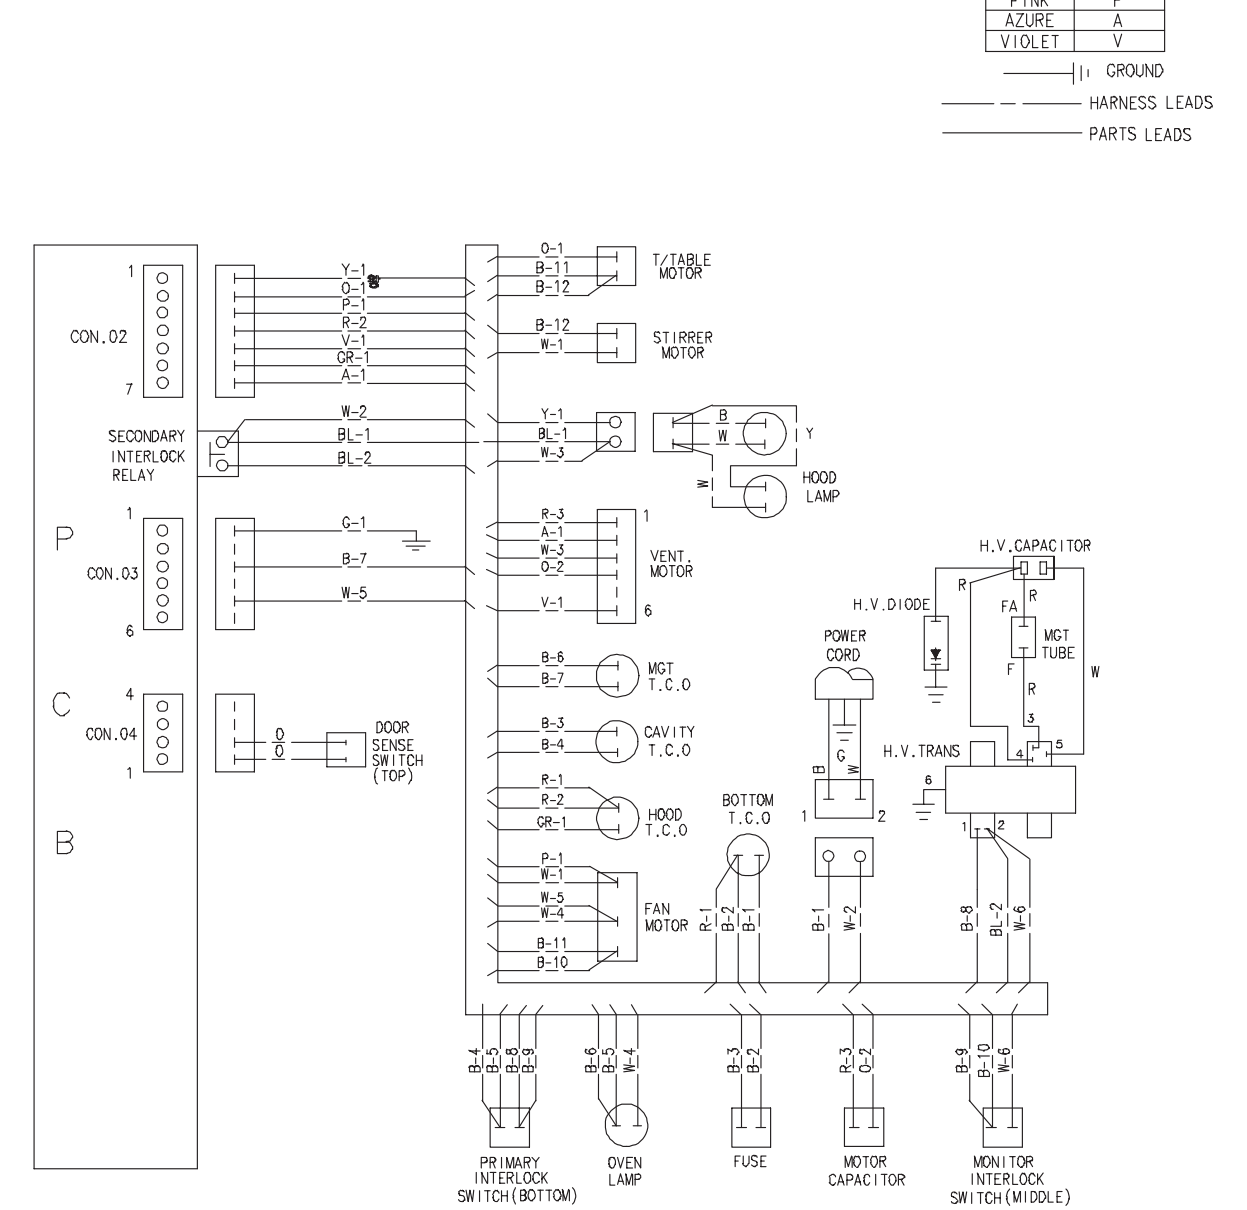 AZURE A
VIOLET V
GROUND
HARNESS LEADS
PARTS LEADS
1
CON.02
7
Y-1
O-1
P-1
R-2
V-1
GR-1
A-1
O-1
B-11
B-12
T/TABLE
MOTOR
B-12
W-1
STIRRER
MOTOR
SECONDARY
INTERLOCK
RELAY
W-2
BL-1
BL-2
Y-1
BL-1
W-3
B
W
Y
W
HOOD
LAMP
P
C
B
1
CON.03
6
G-1
B-7
W-5
R-3
A-1
W-3
O-2
V-1
1
VENT.
MOTOR
6
B-6
B-7
MGT
T.C.O
4
CON.04
1
O
O
DOOR
SENSE
SWITCH
(TOP)
B-3
B-4
CAVITY
T.C.O
R-1
R-2
GR-1
HOOD
T.C.O
P-1
W-1
W-5
W-4
B-11
B-10
FAN
MOTOR
BOTTOM
T.C.O
R-1
B-2
B-1
POWER
CORD
B
G
W
1
2
B-1
W-2
H.V.CAPACITOR
R
R
FA
H.V.DIODE
MGT
TUBE
F
R
W
3
4
5
H.V.TRANS
6
1
2
B-8
BL-2
W-6
B-4
B-5
B-8
B-9
PRIMARY
INTERLOCK
SWITCH(BOTTOM)
B-6
B-5
W-4
OVEN
LAMP
B-3
B-2
FUSE
R-3
O-2
MOTOR
CAPACITOR
B-9
B-10
W-6
MONITOR
INTERLOCK
SWITCH(MIDDLE)